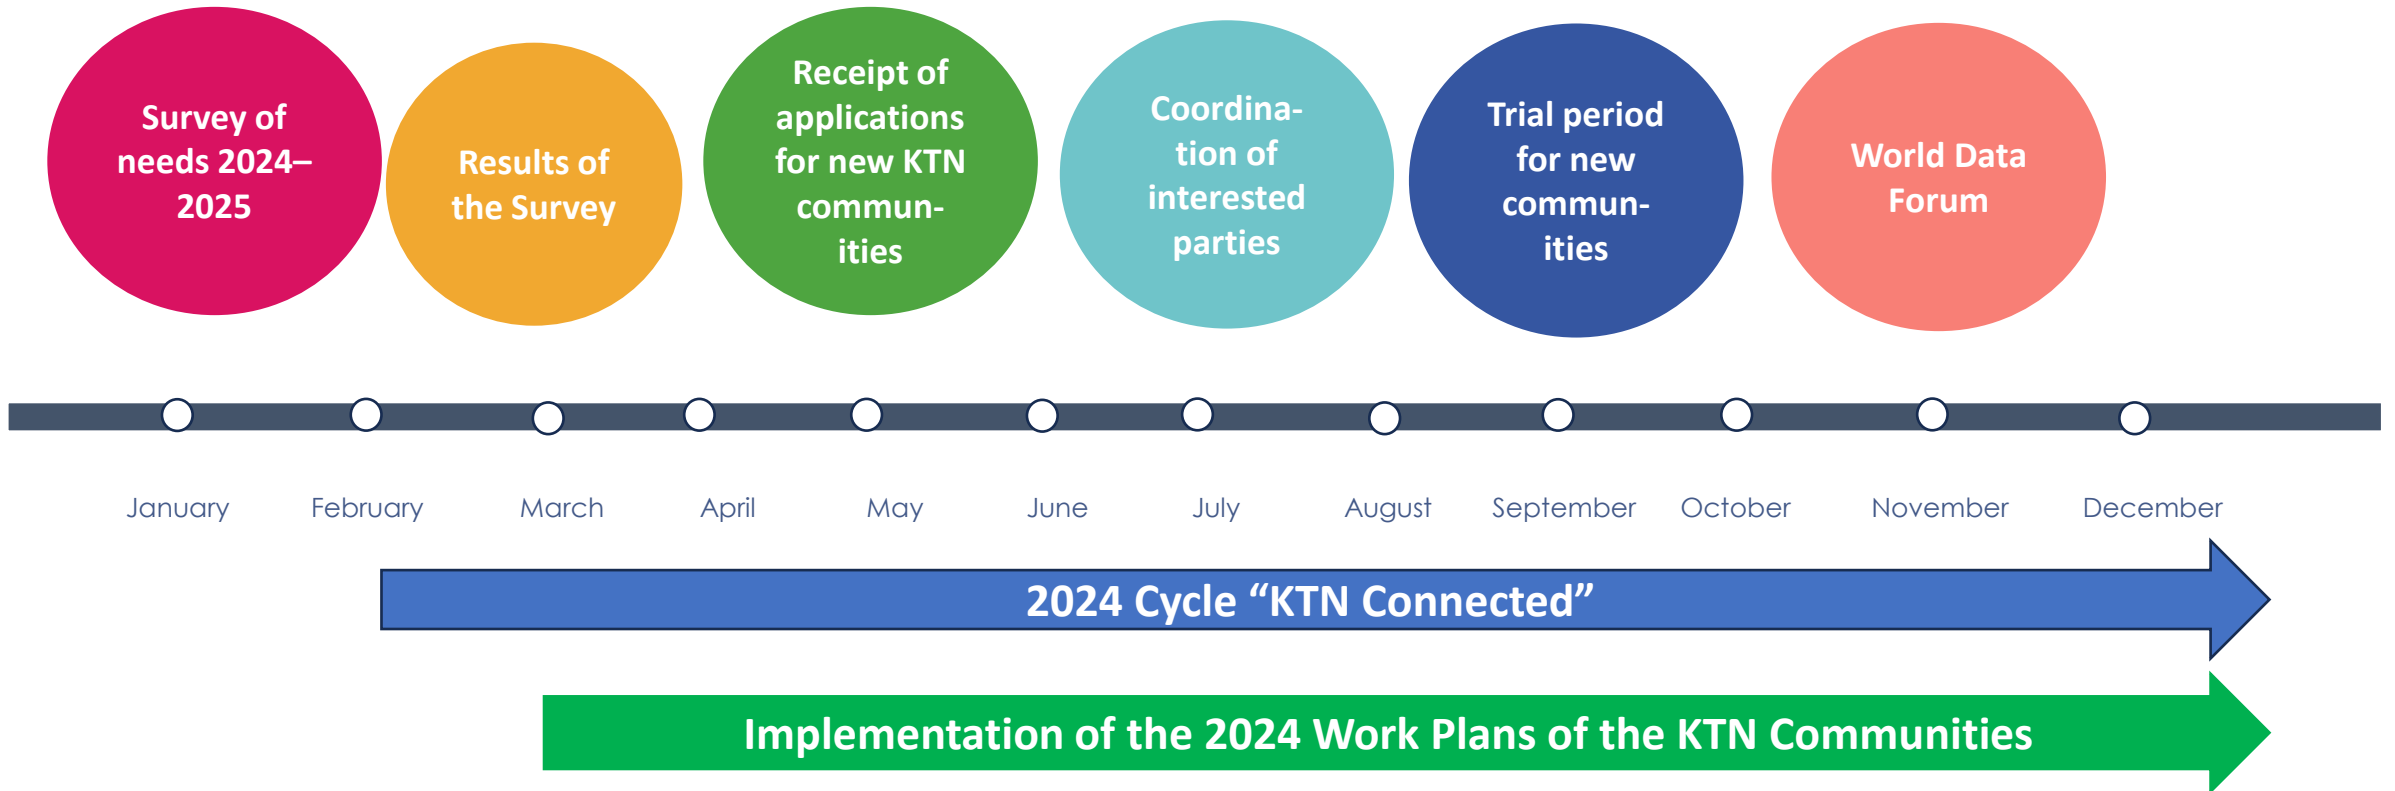 Survey of
needs 2024–
2025
Results of
the Survey
Receipt of
applications
for new KTN
commun-
ities
Coordina-
tion of
interested
parties
Trial period
for new
commun-
ities
World Data
Forum
January
February
March
April
May
June
July
August
September
October
November
December
2024 Cycle “KTN Connected”
Implementation of the 2024 Work Plans of the KTN Communities